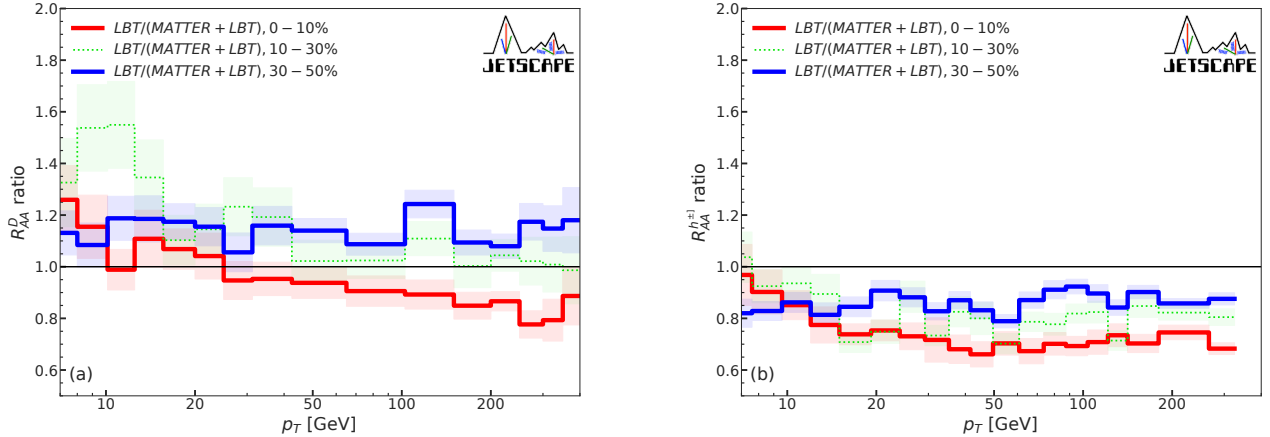 2.0
1.8
1.6
1.4
1.2
1.0
0.8
0.6
R_{AA}^{D} ratio
LBT/(MATTER + LBT), 0 − 10%
LBT/(MATTER + LBT), 10 − 30%
LBT/(MATTER + LBT), 30 − 50%
JETSCAPE
(a)
10 20 50 100 200
p_T [GeV]
2.0
1.8
1.6
1.4
1.2
1.0
0.8
0.6
R_{AA}^{h^{±]}} ratio
LBT/(MATTER + LBT), 0 − 10%
LBT/(MATTER + LBT), 10 − 30%
LBT/(MATTER + LBT), 30 − 50%
JETSCAPE
(b)
10 20 50 100 200
p_T [GeV]